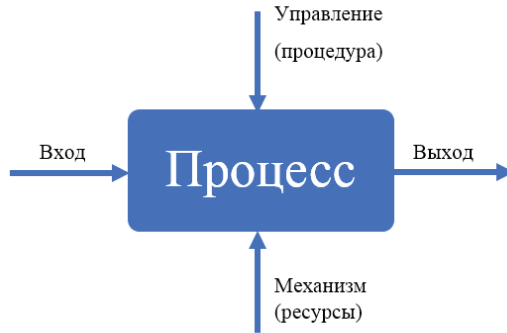 Управление
(процедура)
Вход
Процесс
Выход
Механизм
(ресурсы)